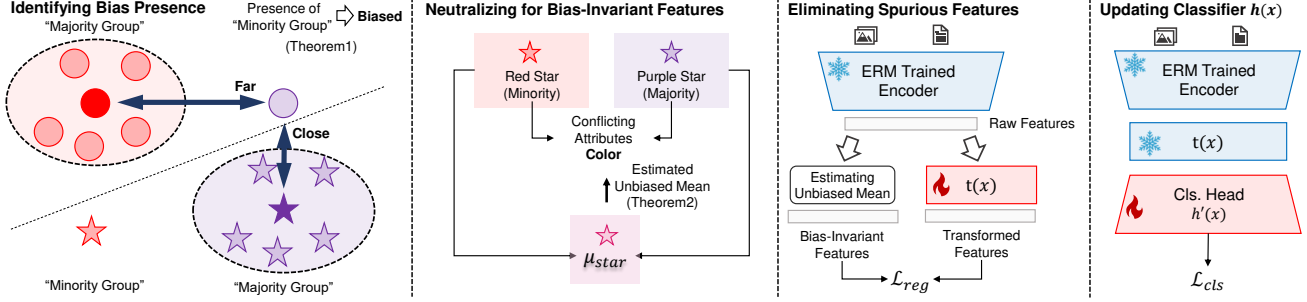 Identifying Bias Presence
"Majority Group"
Presence of
"Minority Group"
Biased
(Theorem1)
Far
Close
"Minority Group"
"Majority Group"
Neutralizing for Bias-Invariant Features
Red Star
(Minority)
Purple Star
(Majority)
Conflicting
Attributes
Color
Estimated
Unbiased Mean
(Theorem2)
μ_star
Eliminating Spurious Features
ERM Trained
Encoder
Raw Features
Estimating
Unbiased Mean
t(x)
Bias-Invariant
Features
Transformed
Features
ℒ_reg
Updating Classifier h(x)
ERM Trained
Encoder
t(x)
Cls. Head
h′(x)
ℒ_cls